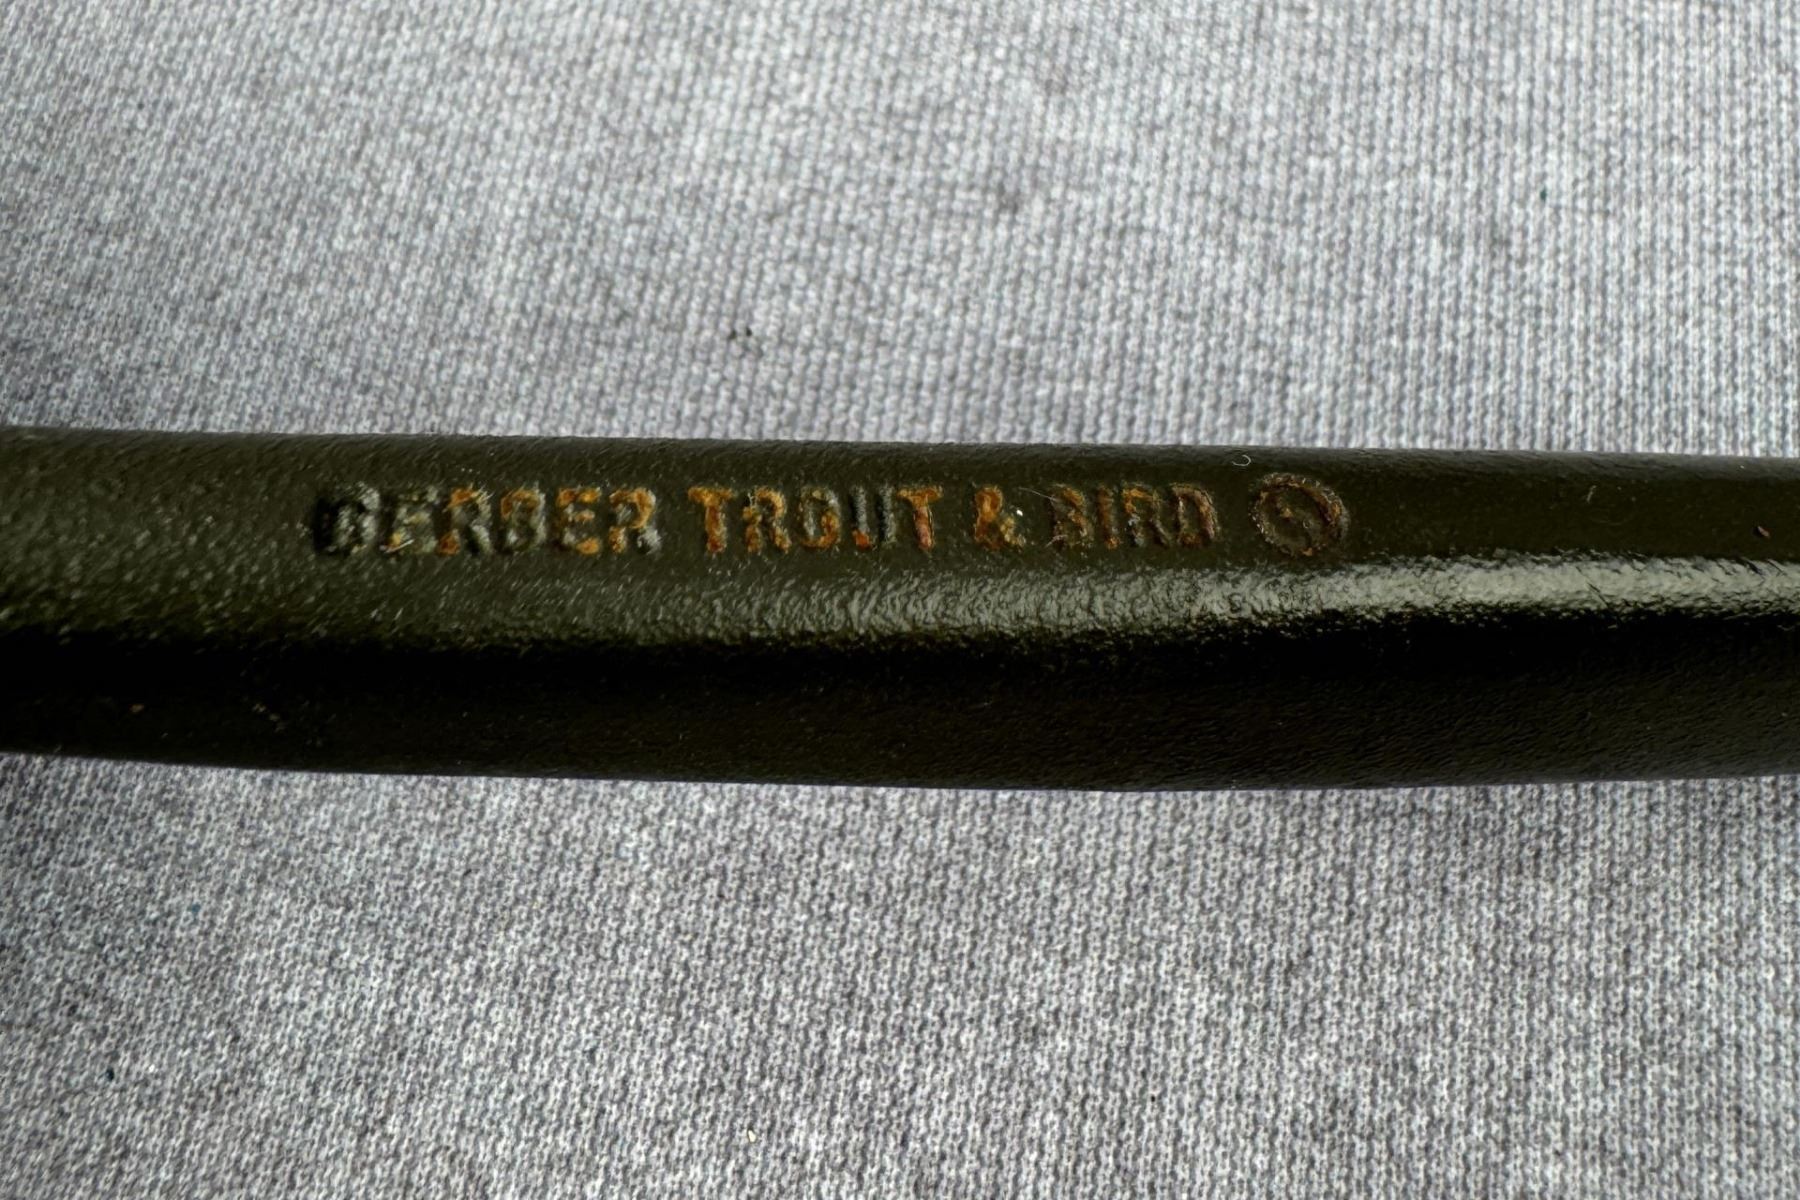 GERBER TROUT & BIRD